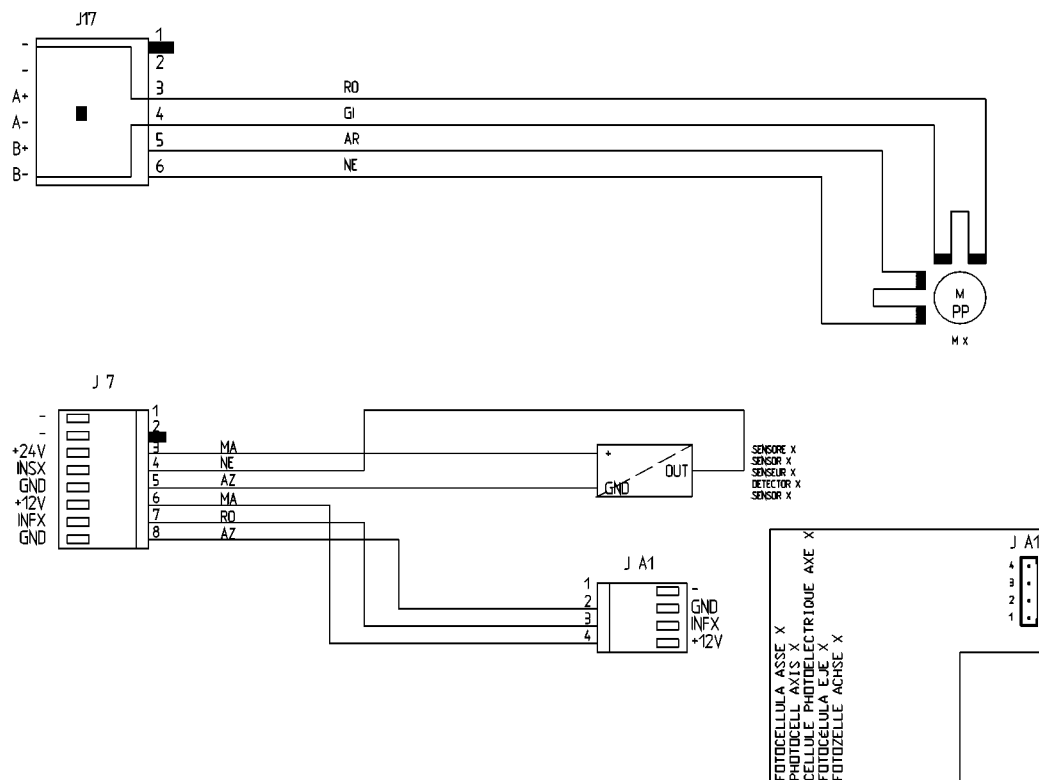 J17
- 1
- 2
A+ 3 RO
A- 4 GI
B+ 5 AR
B- 6 NE
M
PP
M X
J 7
- 1
- 2
+24V 3 MA
INSX 4 NE
GND 5 AZ
+12V 6 MA
INFX 7 RO
GND 8 AZ
+
OUT
GND
SENSORE X
SENSOR X
SENSEUR X
DETECTOR X
SENSOR X
J A1
1 -
2 GND
3 INFX
4 +12V
FOTOCELLULA ASSE X
PHOTOCELL AXIS X
CELLULE PHOTOELECTRIQUE AXE X
FOTOCÉLULA EJE X
FOTOZELLE ACHSE X
J A1
4
3
2
1